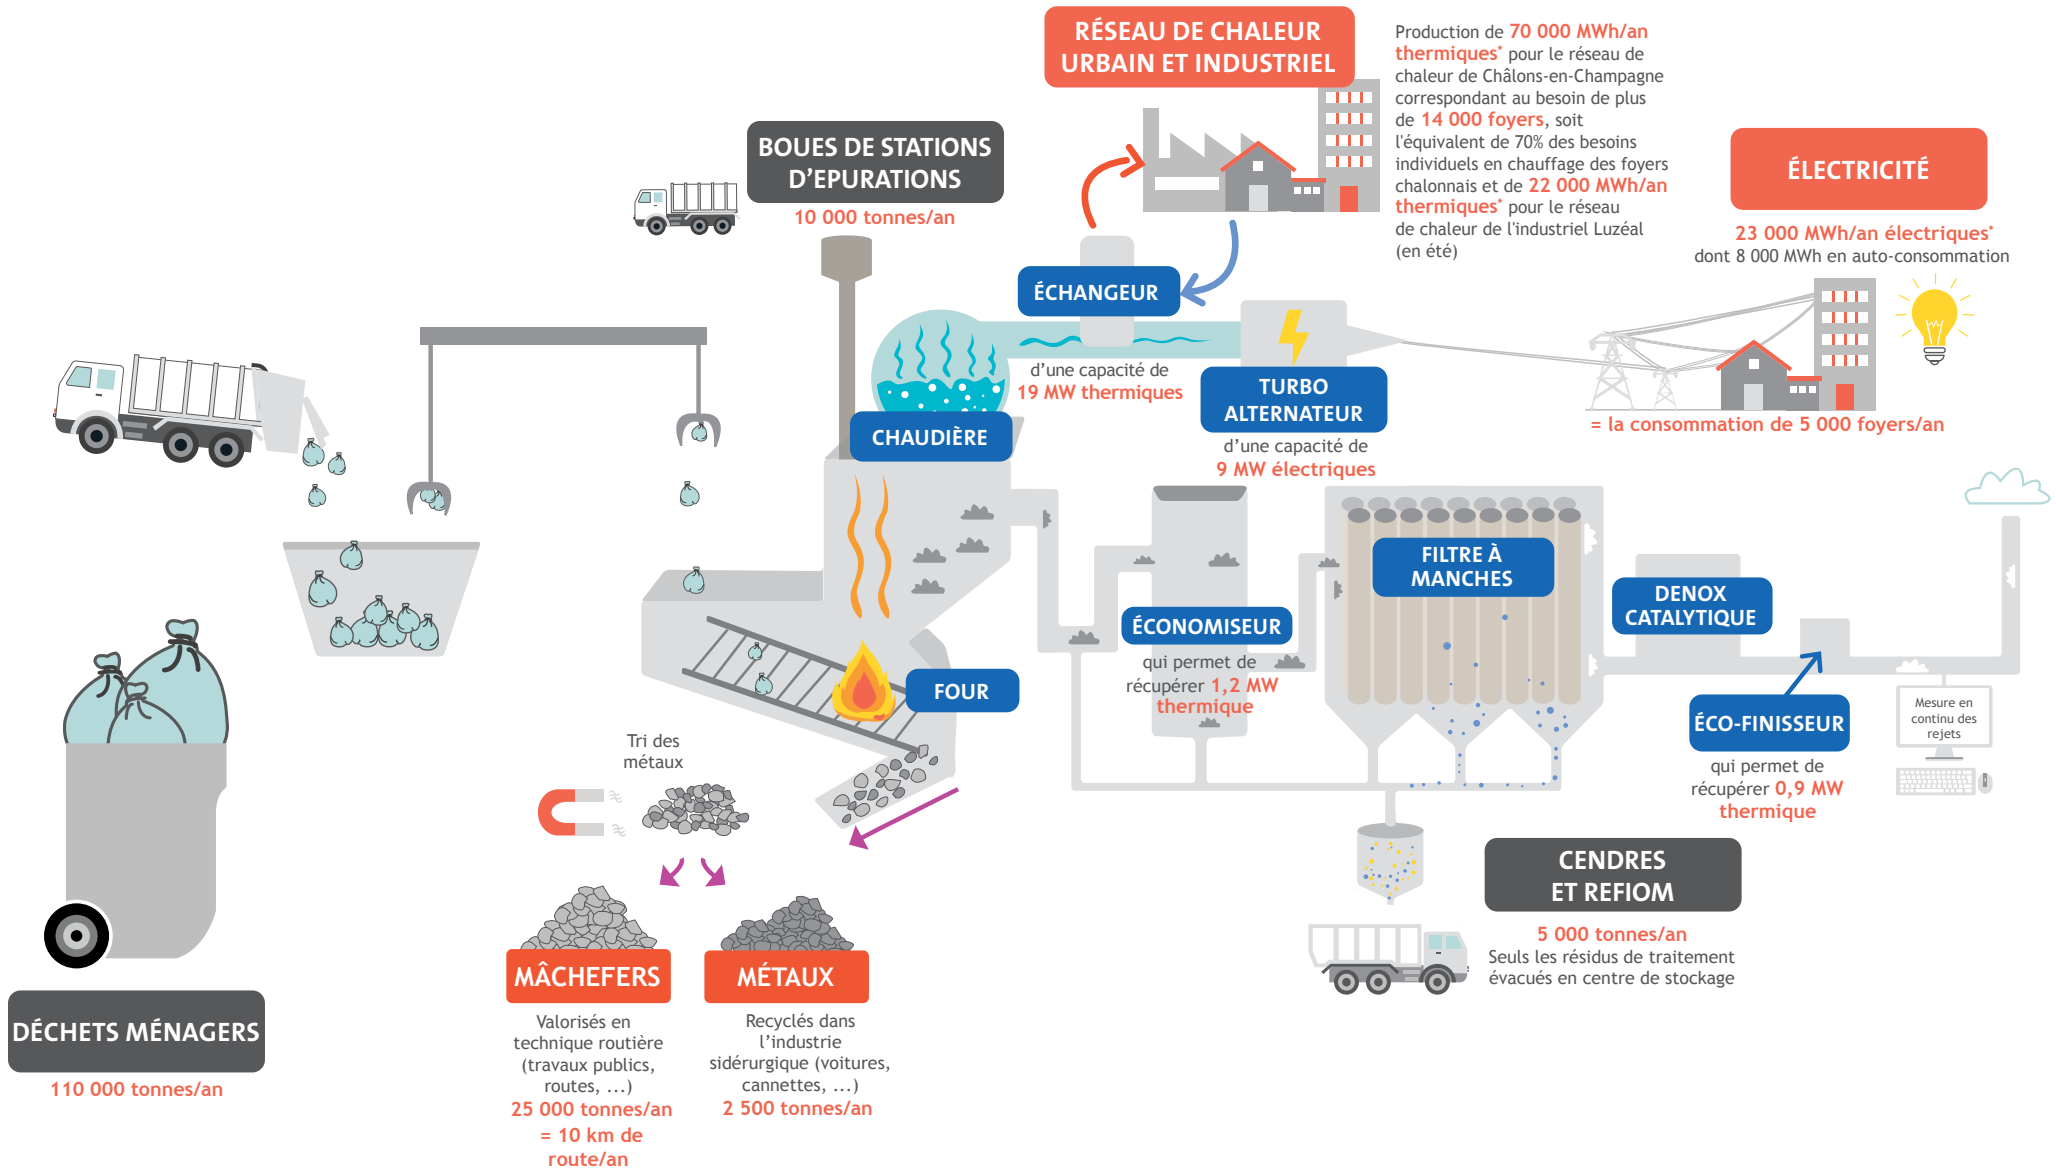 RÉSEAU DE CHALEUR
URBAIN ET INDUSTRIEL
Production de 70 000 MWh/an
thermiques* pour le réseau de
chaleur de Châlons-en-Champagne
correspondant au besoin de plus
de 14 000 foyers, soit
l'équivalent de 70% des besoins
individuels en chauffage des foyers
chalonnais et de 22 000 MWh/an
thermiques* pour le réseau
de chaleur de l'industriel Luzéal
(en été)
BOUES DE STATIONS
D’EPURATIONS
10 000 tonnes/an
ÉLECTRICITÉ
23 000 MWh/an électriques*
dont 8 000 MWh en auto-consommation
= la consommation de 5 000 foyers/an
ÉCHANGEUR
d’une capacité de
19 MW thermiques
TURBO
ALTERNATEUR
d’une capacité de
9 MW électriques
CHAUDIÈRE
FOUR
ÉCONOMISEUR
qui permet de
récupérer 1,2 MW
thermique
FILTRE À
MANCHES
DENOX
CATALYTIQUE
ÉCO-FINISSEUR
qui permet de
récupérer 0,9 MW
thermique
Mesure en
continu des
rejets
Tri des
métaux
CENDRES
ET REFIOM
5 000 tonnes/an
Seuls les résidus de traitement
évacués en centre de stockage
MÂCHEFERS
Valorisés en
technique routière
(travaux publics,
routes, ...)
25 000 tonnes/an
= 10 km de
route/an
MÉTAUX
Recyclés dans
l’industrie
sidérurgique (voitures,
cannettes, ...)
2 500 tonnes/an
DÉCHETS MÉNAGERS
110 000 tonnes/an